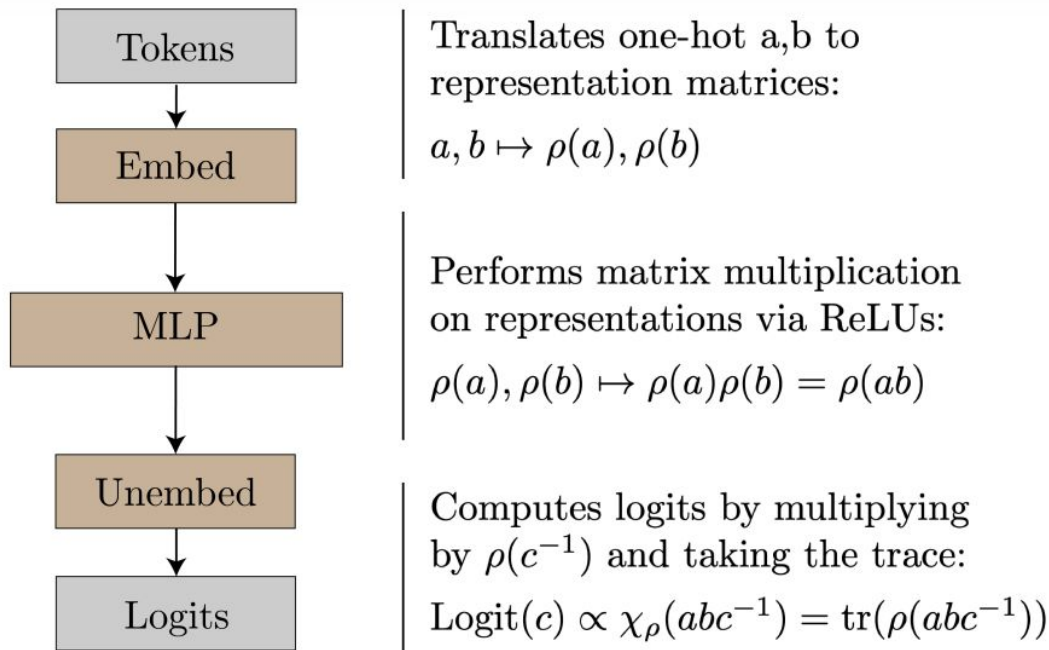 Tokens
Translates one-hot a,b to
representation matrices:
a, b ↦ ρ(a), ρ(b)
Embed
MLP
Performs matrix multiplication
on representations via ReLUs:
ρ(a), ρ(b) ↦ ρ(a)ρ(b) = ρ(ab)
Unembed
Computes logits by multiplying
by ρ(c⁻¹) and taking the trace:
Logit(c) ∝ χρ(abc⁻¹) = tr(ρ(abc⁻¹))
Logits